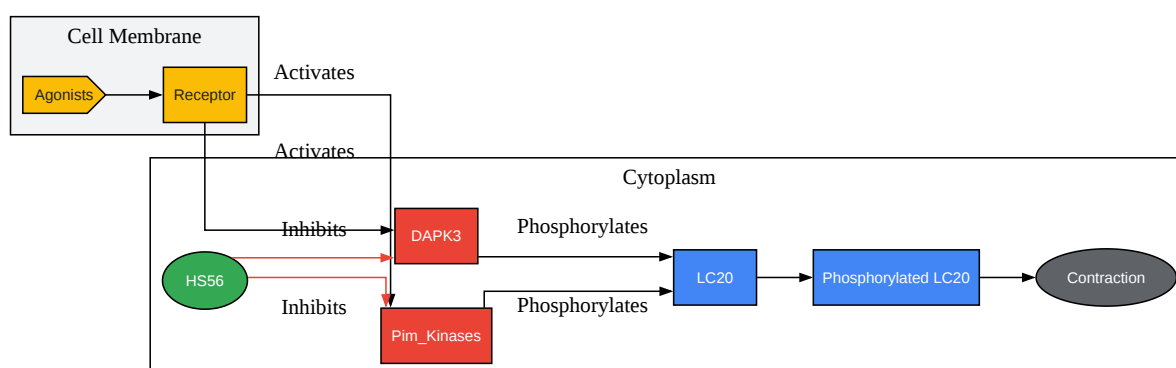 Cell Membrane
Agonists
Receptor
Activates
Activates
Cytoplasm
Inhibits
DAPK3
Phosphorylates
HS56
LC20
Phosphorylated LC20
Contraction
Inhibits
Phosphorylates
Pim_Kinases